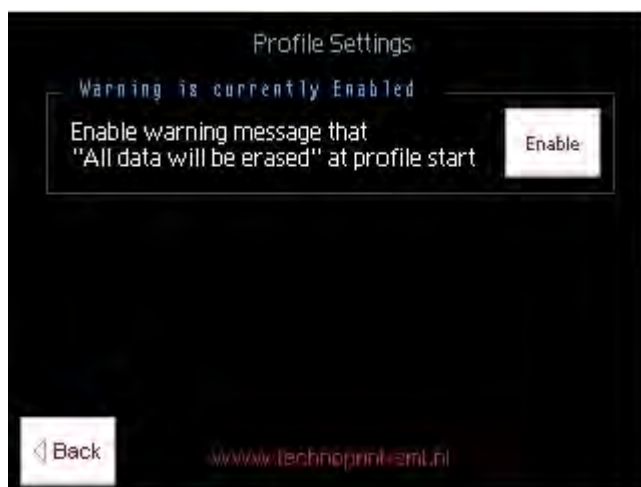 Profile Settings
Warning is currently Enabled
Enable warning message that
"All data will be erased" at profile start
Enable
Back
www.technoprint-smt.nl